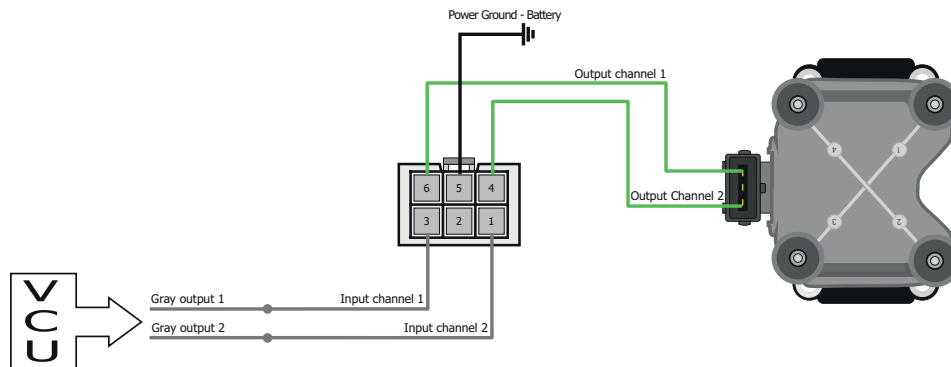 Power Ground - Battery
Output channel 1
6 5 4
3 2 1
Output Channel 2
4 1
3 2
Gray output 1 Input channel 1
Gray output 2 Input channel 2
V
C
U